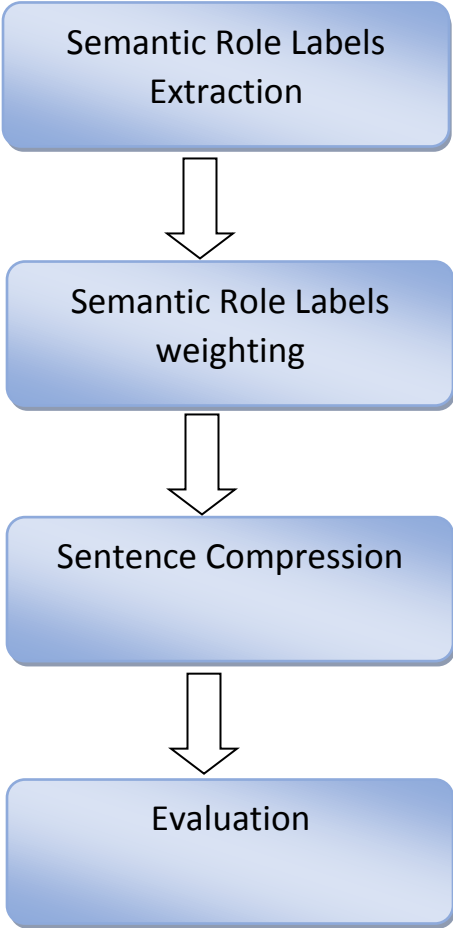 Semantic Role Labels
Extraction
Semantic Role Labels
weighting
Sentence Compression
Evaluation